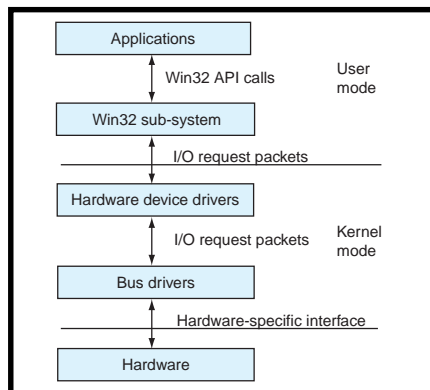 Applications
Win32 API calls
User
mode
Win32 sub-system
I/O request packets
Hardware device drivers
I/O request packets
Kernel
mode
Bus drivers
Hardware-specific interface
Hardware